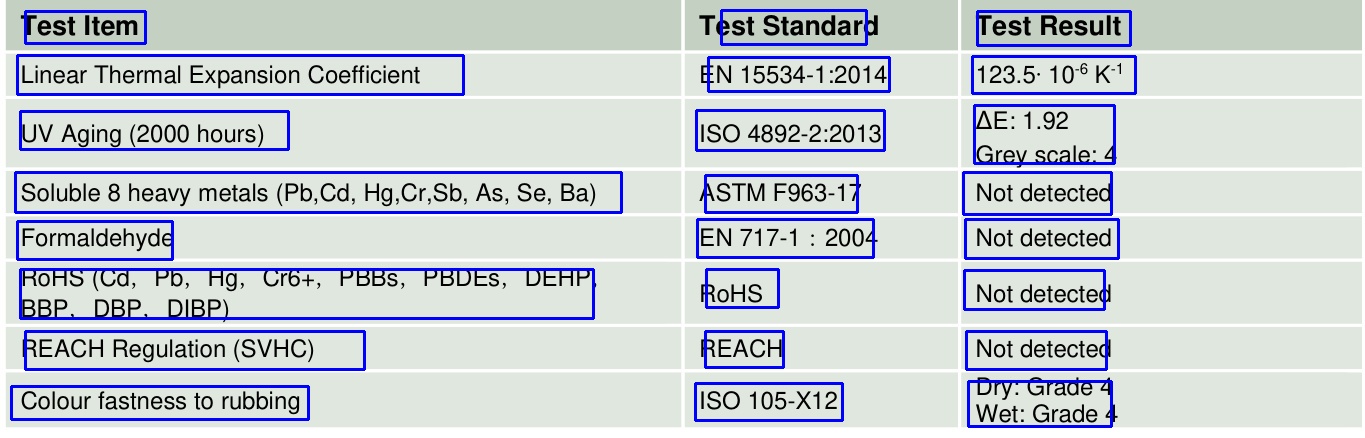 Test Item Test Standard Test Result
Linear Thermal Expansion Coefficient EN 15534-1:2014 123.5· 10⁻⁶ K⁻¹
UV Aging (2000 hours) ISO 4892-2:2013 ΔE: 1.92
Grey scale: 4
Soluble 8 heavy metals (Pb,Cd, Hg,Cr,Sb, As, Se, Ba) ASTM F963-17 Not detected
Formaldehyde EN 717-1：2004 Not detected
RoHS (Cd， Pb， Hg， Cr6+， PBBs， PBDEs， DEHP，
BBP， DBP， DIBP) RoHS Not detected
REACH Regulation (SVHC) REACH Not detected
Colour fastness to rubbing ISO 105-X12 Dry: Grade 4
Wet: Grade 4